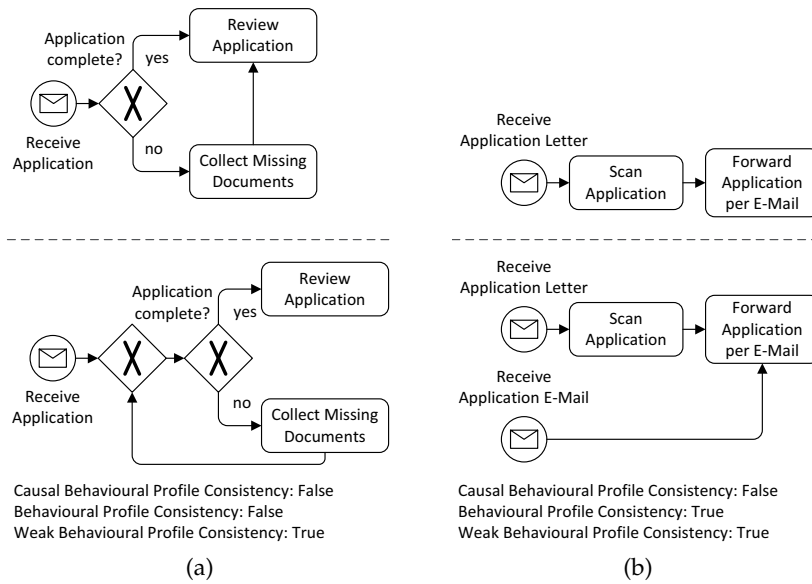 Application
complete?
yes
Review
Application
X
Receive
Application
no
Collect Missing
Documents
Receive
Application Letter
Scan
Application
Forward
Application
per E-Mail
Application
complete?
yes
Review
Application
X
X
Receive
Application
no
Collect Missing
Documents
Receive
Application Letter
Scan
Application
Forward
Application
per E-Mail
Receive
Application E-Mail
Causal Behavioural Profile Consistency: False
Behavioural Profile Consistency: False
Weak Behavioural Profile Consistency: True
(a)
Causal Behavioural Profile Consistency: False
Behavioural Profile Consistency: True
Weak Behavioural Profile Consistency: True
(b)